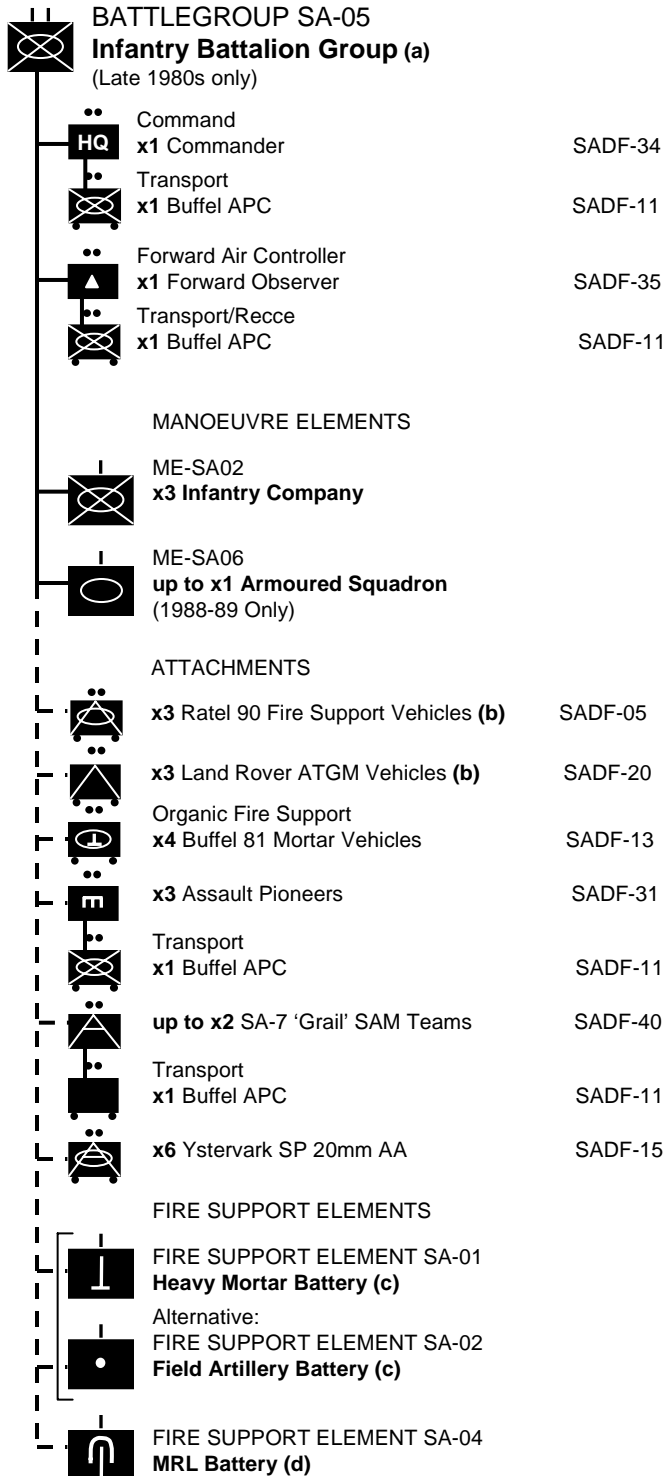 BATTLEGROUP SA-05
Infantry Battalion Group (a)
(Late 1980s only)
Command
HQ x1 Commander SADF-34
Transport
x1 Buffel APC SADF-11
Forward Air Controller
x1 Forward Observer SADF-35
Transport/Recce
x1 Buffel APC SADF-11
MANOEUVRE ELEMENTS
ME-SA02
x3 Infantry Company
ME-SA06
up to x1 Armoured Squadron
(1988-89 Only)
ATTACHMENTS
x3 Ratel 90 Fire Support Vehicles (b) SADF-05
x3 Land Rover ATGM Vehicles (b) SADF-20
Organic Fire Support
x4 Buffel 81 Mortar Vehicles SADF-13
x3 Assault Pioneers SADF-31
Transport
x1 Buffel APC SADF-11
up to x2 SA-7 ‘Grail’ SAM Teams SADF-40
Transport
x1 Buffel APC SADF-11
x6 Ystervark SP 20mm AA SADF-15
FIRE SUPPORT ELEMENTS
FIRE SUPPORT ELEMENT SA-01
Heavy Mortar Battery (c)
Alternative:
FIRE SUPPORT ELEMENT SA-02
Field Artillery Battery (c)
FIRE SUPPORT ELEMENT SA-04
MRL Battery (d)